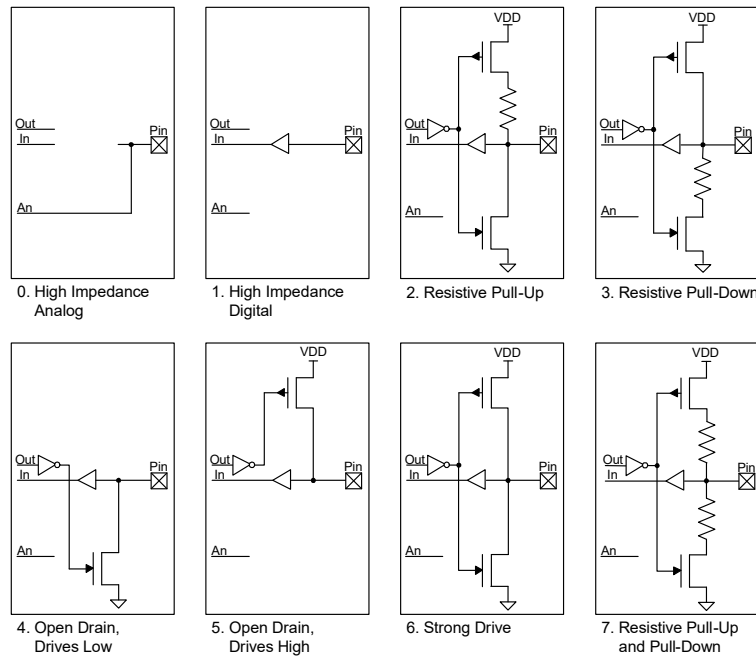 Out
In
Pin
An
0. High Impedance
Analog
Out
In
Pin
An
1. High Impedance
Digital
VDD
Out
In
Pin
An
2. Resistive Pull-Up
VDD
Out
In
Pin
An
3. Resistive Pull-Down
Out
In
Pin
An
4. Open Drain,
Drives Low
VDD
Out
In
Pin
An
5. Open Drain,
Drives High
VDD
Out
In
Pin
An
6. Strong Drive
VDD
Out
In
Pin
An
7. Resistive Pull-Up
and Pull-Down